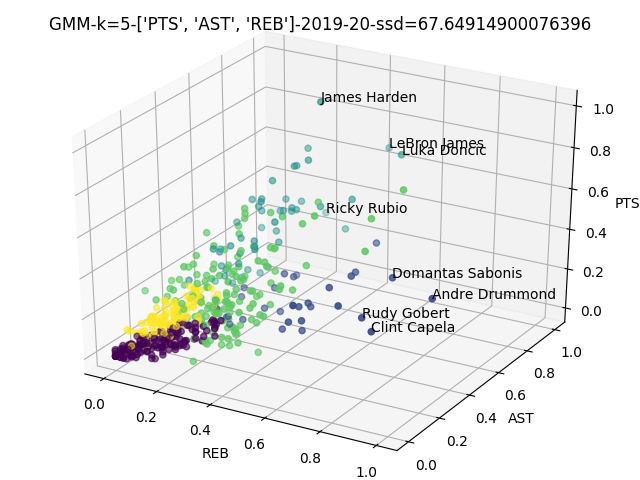 GMM-k=5-['PTS', 'AST', 'REB']-2019-20-ssd=67.64914900076396
James Harden
LeBron James
Luka Doncic
Ricky Rubio
Domantas Sabonis
Andre Drummond
Rudy Gobert
Clint Capela
1.0
0.8
0.6
0.4
0.2
0.0
PTS
0.0
0.2
0.4
0.6
0.8
1.0
REB
0.0
0.2
0.4
0.6
0.8
1.0
AST